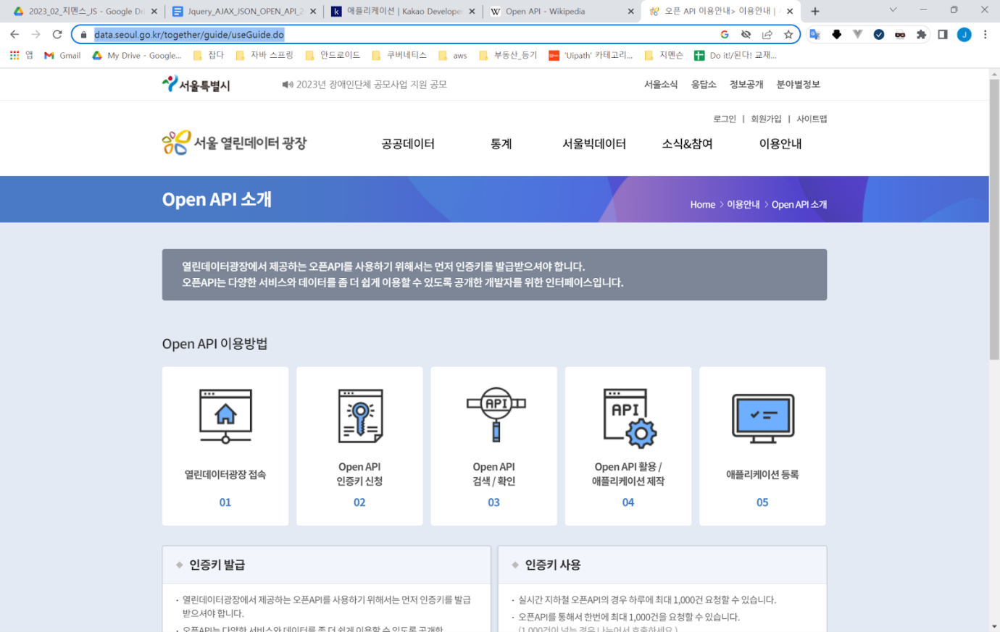 2023_02_지멘스_JS - Google Dri
Jquery_AJAX_JSON_OPEN_API_2
애플리케이션 | Kakao Develope
Open API - Wikipedia
오픈 API 이용안내> 이용안내 |
data.seoul.go.kr/together/guide/useGuide.do
앱
Gmail
My Drive - Google...
잡다
자바 스프링
안드로이드
쿠버네티스
aws
부동산_등기
'Uipath' 카테고리...
지멘슨
Do it!/된다! 교재...
서울특별시
2023년 장애인단체 공모사업 지원 공모
서울소식 응답소 정보공개 분야별정보
로그인 | 회원가입 | 사이트맵
서울 열린데이터 광장
공공데이터 통계 서울빅데이터 소식&참여 이용안내
Open API 소개
Home > 이용안내 > Open API 소개
열린데이터광장에서 제공하는 오픈API를 사용하기 위해서는 먼저 인증키를 발급받으셔야 합니다.
오픈API는 다양한 서비스와 데이터를 좀 더 쉽게 이용할 수 있도록 공개한 개발자를 위한 인터페이스입니다.
Open API 이용방법
열린데이터광장 접속
01
Open API
인증키 신청
02
API
Open API
검색 / 확인
03
API
Open API 활용 /
애플리케이션 제작
04
애플리케이션 등록
05
인증키 발급
· 열린데이터광장에서 제공하는 오픈API를 사용하기 위해서는 먼저 인증키를 발급
받으셔야 합니다.
· 오픈API는 다양한 서비스와 데이터를 좀 더 쉽게 이용할 수 있도록 공개한
인증키 사용
· 실시간 지하철 오픈API의 경우 하루에 최대 1,000건 요청할 수 있습니다.
· 오픈API를 통해서 한번에 최대 1,000건을 요청할 수 있습니다.
(1,000건이 넘는 경우 나누어서 호출하세요.)